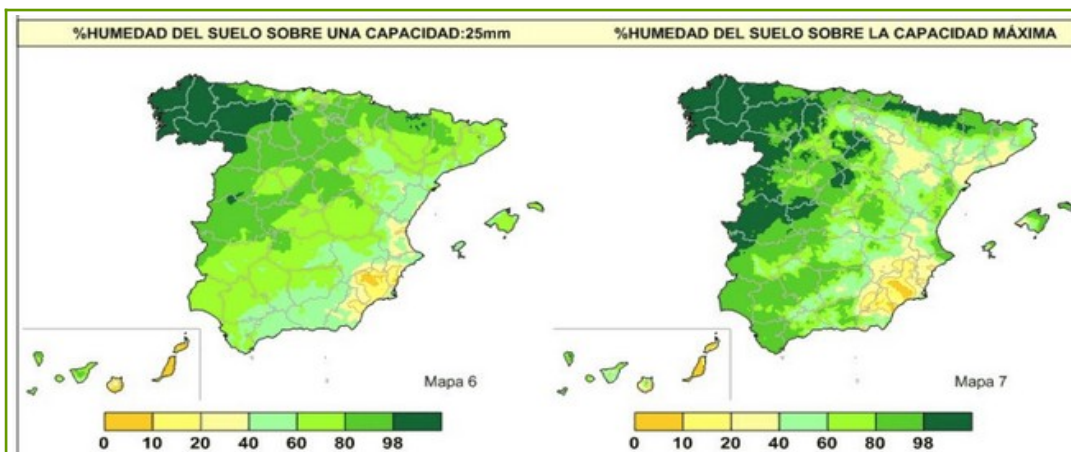 %HUMEDAD DEL SUELO SOBRE UNA CAPACIDAD:25mm
%HUMEDAD DEL SUELO SOBRE LA CAPACIDAD MÁXIMA
Mapa 6
Mapa 7
0 10 20 40 60 80 98
0 10 20 40 60 80 98